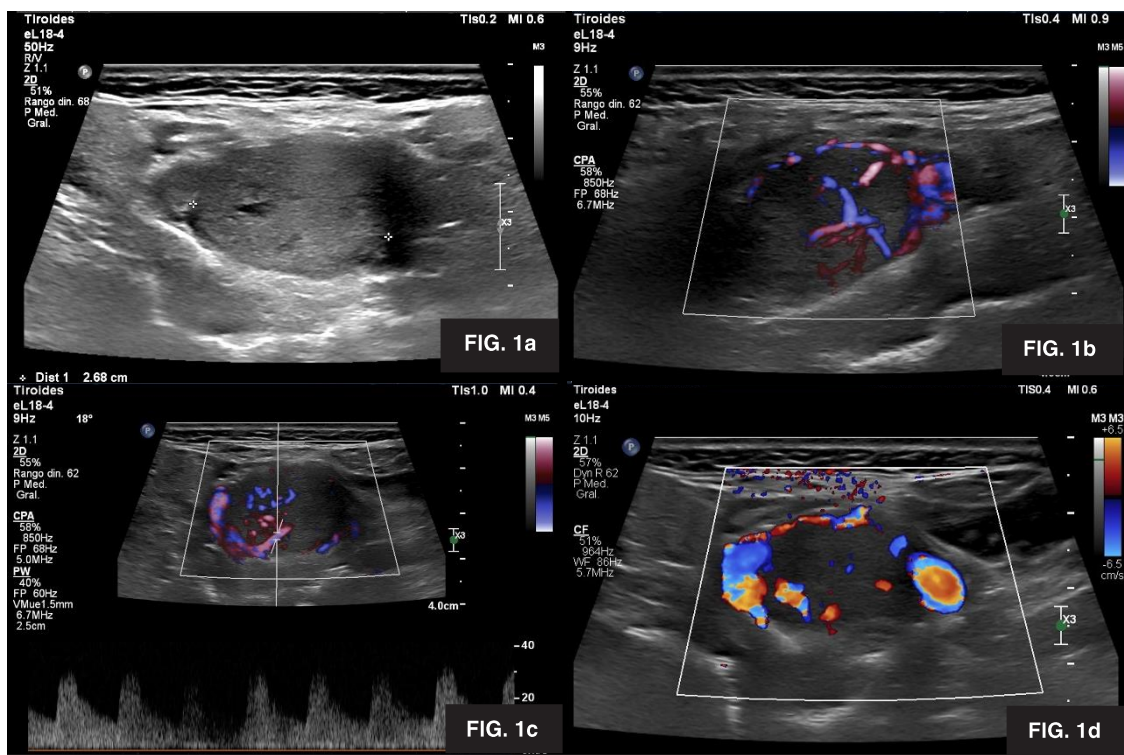 Tiroides
TIs0.2 MI 0.6
eL18-4
50Hz
R/V
M3
Z 1.1
2D
51%
Rango din. 68
P Med.
Gral.
P
X3
FIG. 1a
Dist 1 2.68 cm
Tiroides
TIs0.4 MI 0.9
eL18-4
9Hz
M3 M5
Z 1.1
2D
55%
Rango din. 62
P Med.
Gral.
P
CPA
58%
850Hz
FP 68Hz
6.7MHz
X3
FIG. 1b
Tiroides
TIs1.0 MI 0.4
eL18-4
9Hz
18°
M3 M5
Z 1.1
2D
55%
Rango din. 62
P Med.
Gral.
P
CPA
58%
850Hz
FP 68Hz
5.0MHz
PW
40%
FP 60Hz
VMue1.5mm
6.7MHz
2.5cm
X3
4.0cm
-40
-20
FIG. 1c
Tiroides
TIS0.4 MI 0.6
eL18-4
10Hz
M3 M3
+6.5
Z 1.1
2D
57%
Dyn R 62
P Med.
Gral.
P
CF
51%
964Hz
WF 86Hz
5.7MHz
-6.5
cm/s
X3
FIG. 1d